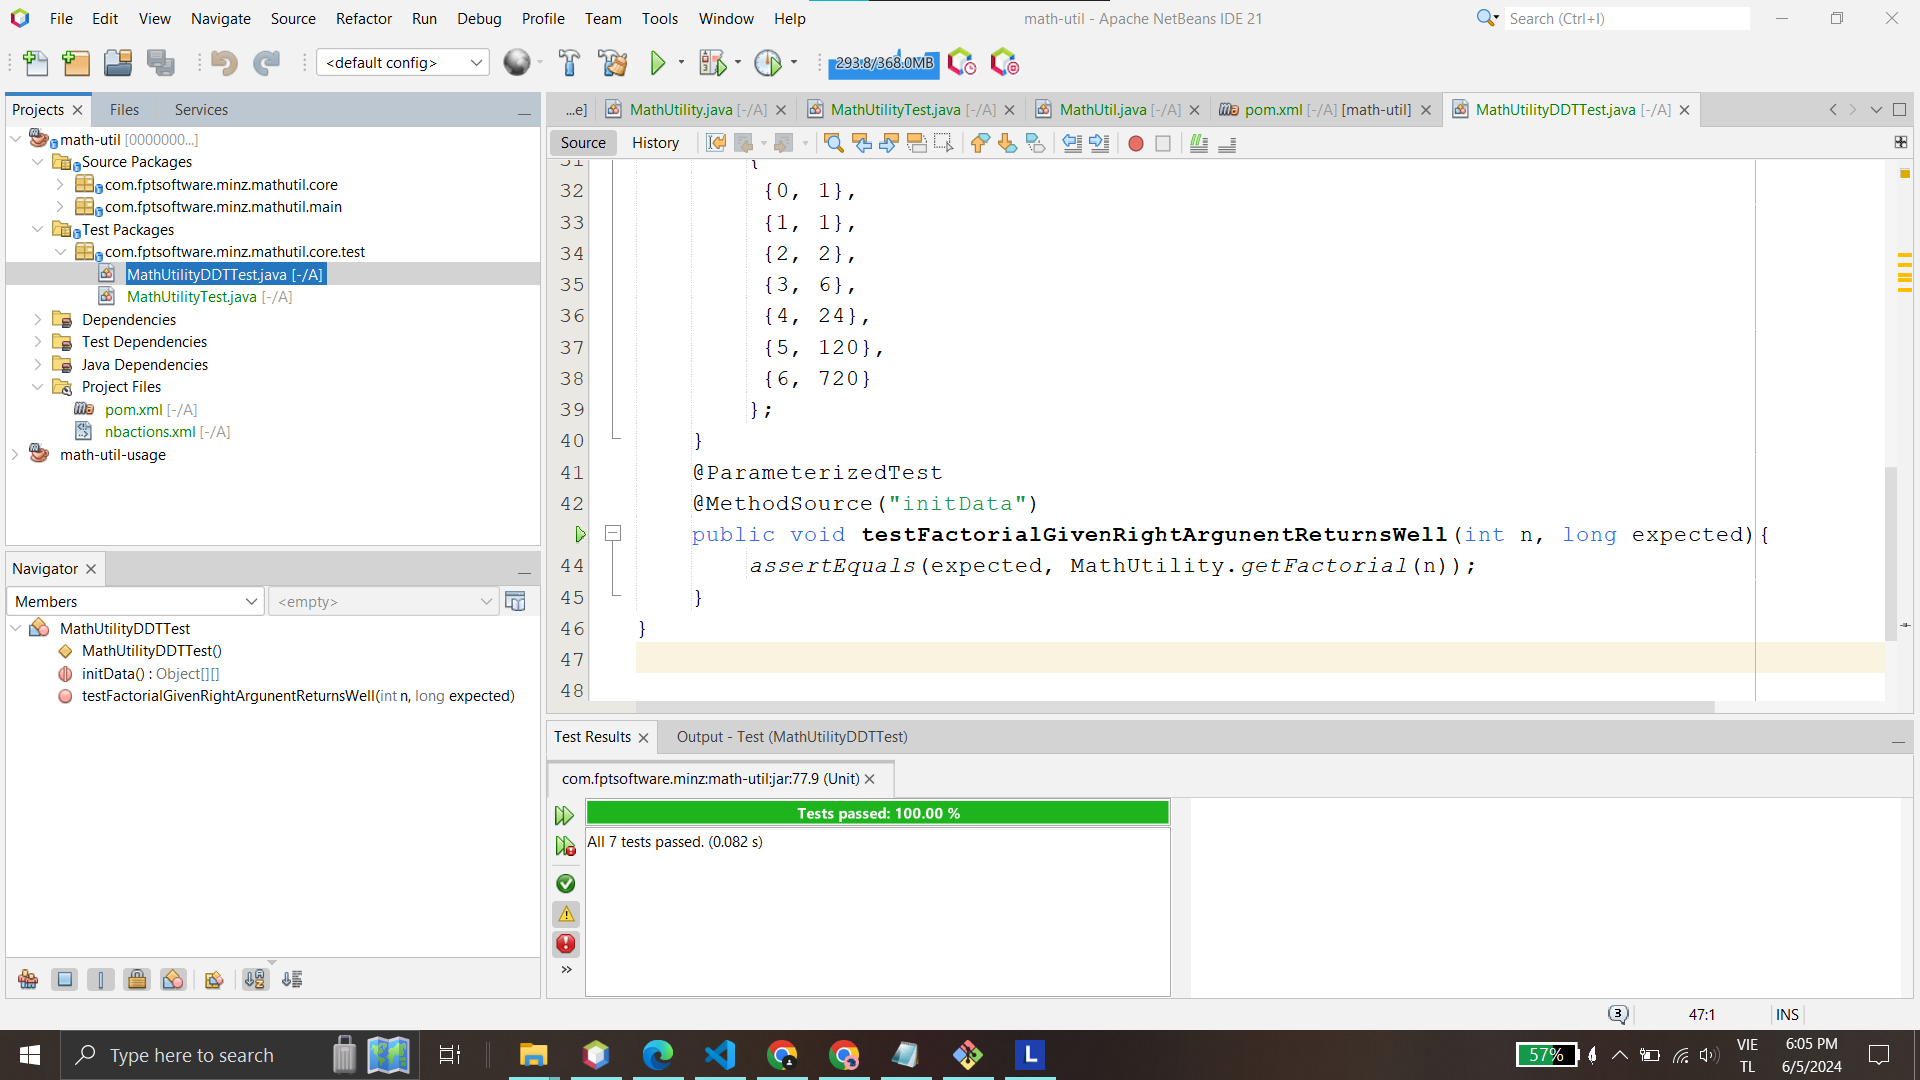 File Edit View Navigate Source Refactor Run Debug Profile Team Tools Window Help
math-util - Apache NetBeans IDE 21
Search (Ctrl+I)
<default config>
293.8/368.0MB
Projects Files Services
math-util [0000000...]
Source Packages
com.fptsoftware.minz.mathutil.core
com.fptsoftware.minz.mathutil.main
Test Packages
com.fptsoftware.minz.mathutil.core.test
MathUtilityDDTTest.java [-/A]
MathUtilityTest.java [-/A]
Dependencies
Test Dependencies
Java Dependencies
Project Files
pom.xml [-/A]
nbactions.xml [-/A]
math-util-usage
Navigator
Members
<empty>
MathUtilityDDTTest
MathUtilityDDTTest()
initData() : Object[][]
testFactorialGivenRightArgunentReturnsWell(int n, long expected)
...e] MathUtility.java [-/A] MathUtilityTest.java [-/A] MathUtil.java [-/A] pom.xml [-/A] [math-util] MathUtilityDDTTest.java [-/A]
Source History
31 {
32 {0, 1},
33 {1, 1},
34 {2, 2},
35 {3, 6},
36 {4, 24},
37 {5, 120},
38 {6, 720}
39 };
40 }
41 @ParameterizedTest
42 @MethodSource("initData")
public void testFactorialGivenRightArgunentReturnsWell(int n, long expected){
44 assertEquals(expected, MathUtility.getFactorial(n));
45 }
46 }
47
48
Test Results Output - Test (MathUtilityDDTTest)
com.fptsoftware.minz:math-util:jar:77.9 (Unit)
Tests passed: 100.00 %
All 7 tests passed. (0.082 s)
3 47:1 INS
Type here to search
L
57%
VIE
TL
6:05 PM
6/5/2024